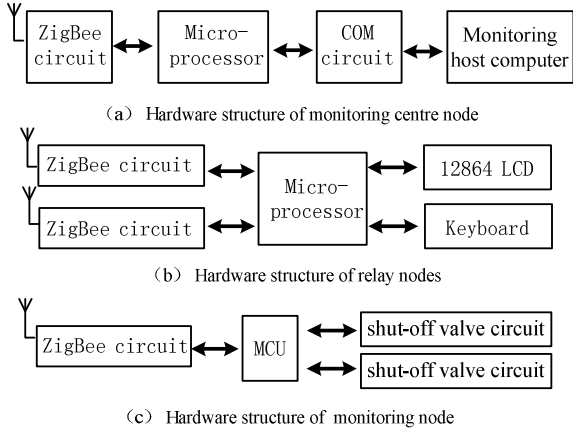 ZigBee circuit
Micro-processor
COM circuit
Monitoring host computer
（a） Hardware structure of monitoring centre node
ZigBee circuit
ZigBee circuit
Micro-processor
12864 LCD
Keyboard
（b） Hardware structure of relay nodes
ZigBee circuit
MCU
shut-off valve circuit
shut-off valve circuit
（c） Hardware structure of monitoring node